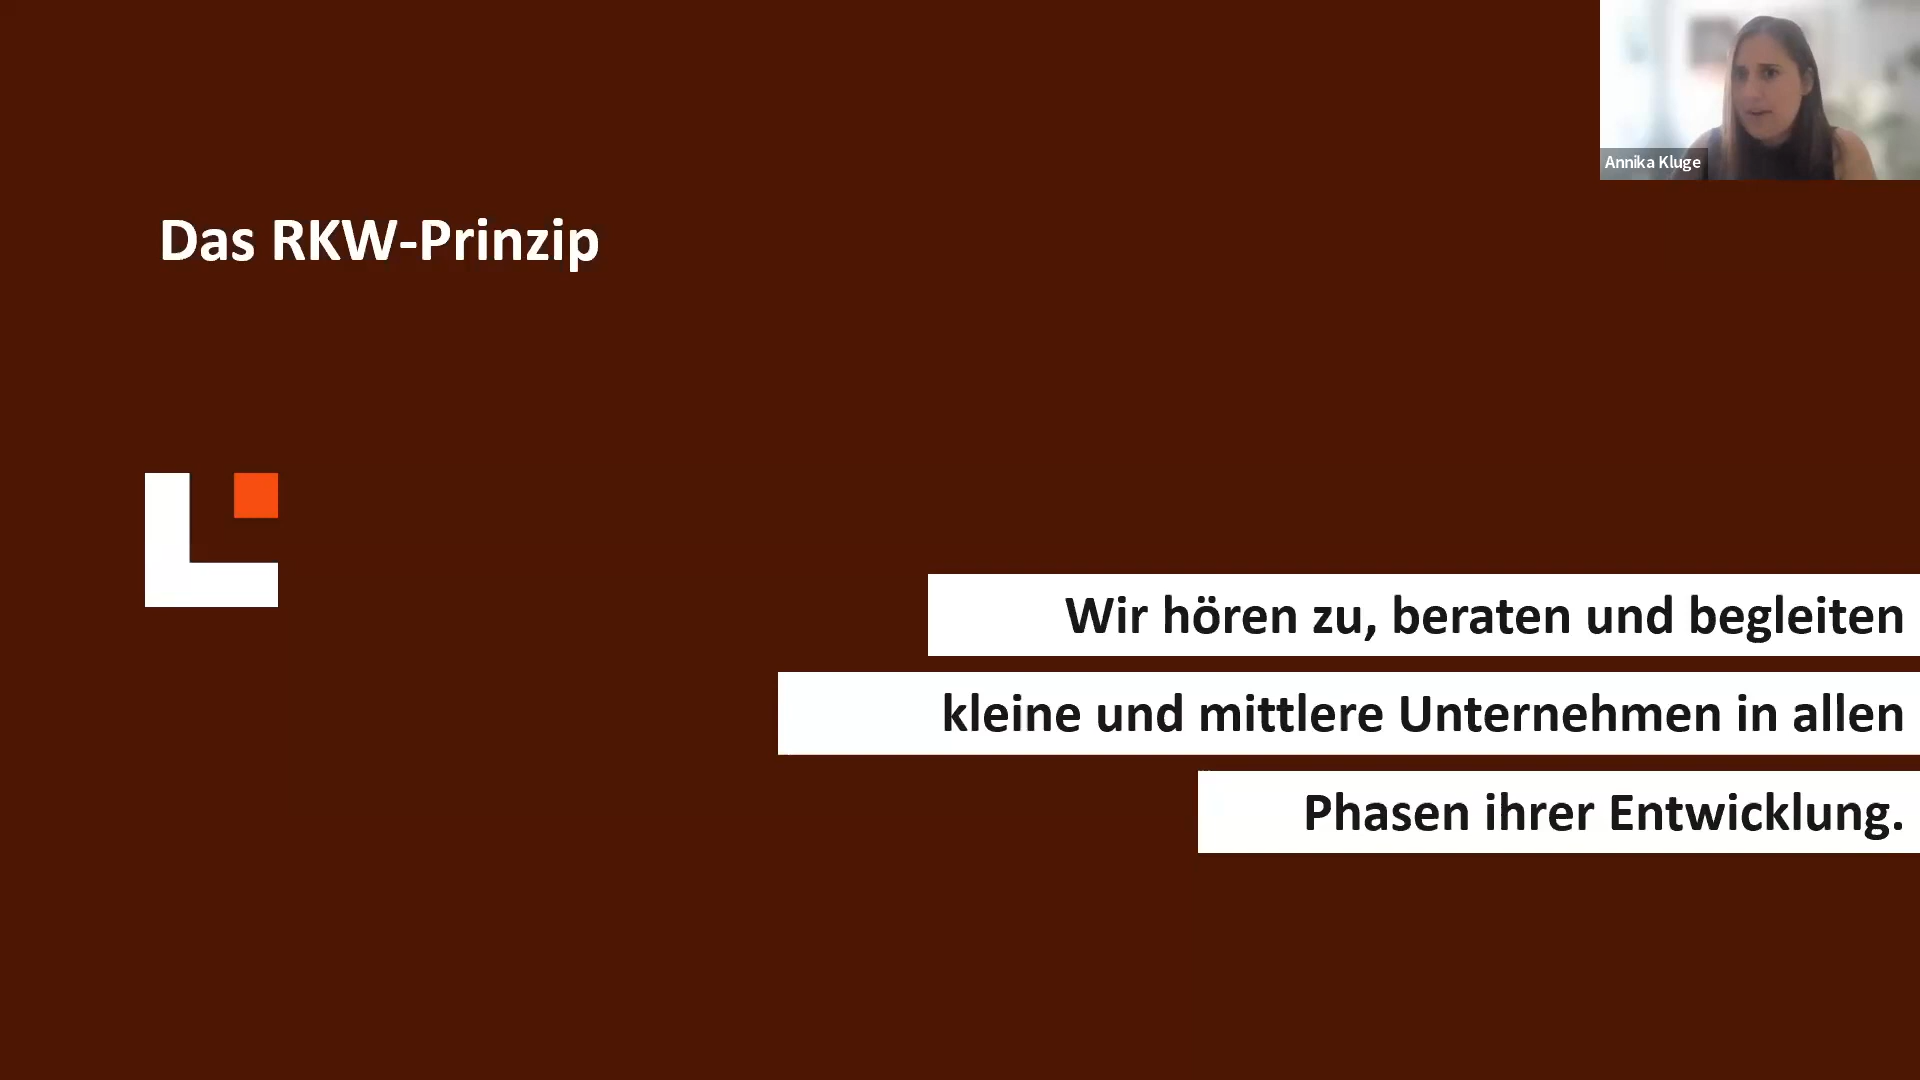 Annika Kluge
Das RKW-Prinzip
Wir hören zu, beraten und begleiten
kleine und mittlere Unternehmen in allen
Phasen ihrer Entwicklung.